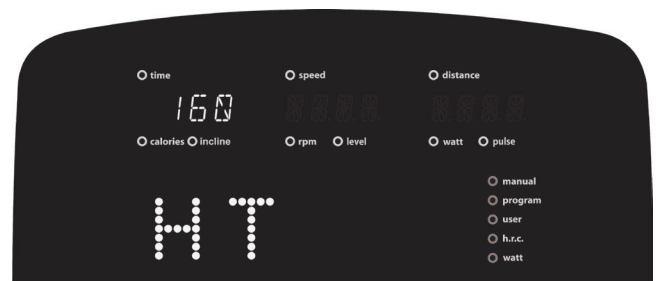 time speed distance
160
calories incline rpm level watt pulse
manual
program
user
h.r.c.
watt
HT